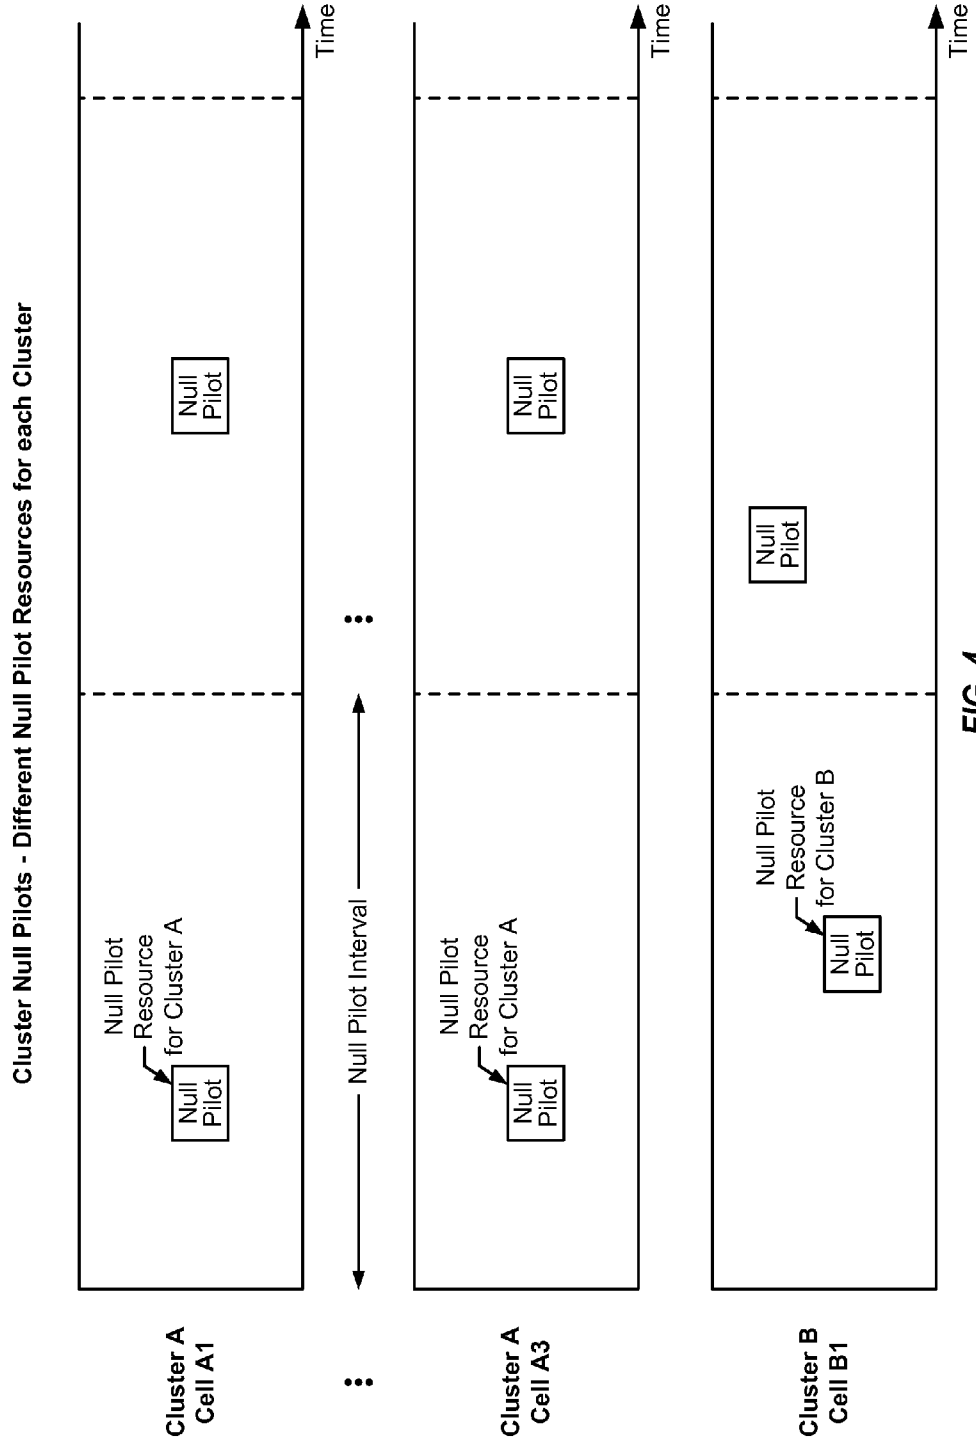 Cluster Null Pilots - Different Null Pilot Resources for each Cluster
Cluster A
Cell A1
Null Pilot
Resource
for Cluster A
Null
Pilot
Null
Pilot
Time
Null Pilot Interval
Cluster A
Cell A3
Null Pilot
Resource
for Cluster A
Null
Pilot
Null
Pilot
Time
Cluster B
Cell B1
Null Pilot
Resource
for Cluster B
Null
Pilot
Null
Pilot
Time
FIG. 4